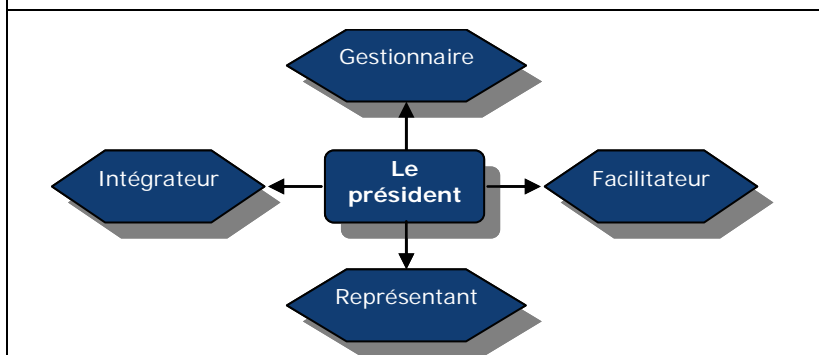 Gestionnaire
Intégrateur
Le
président
Facilitateur
Représentant